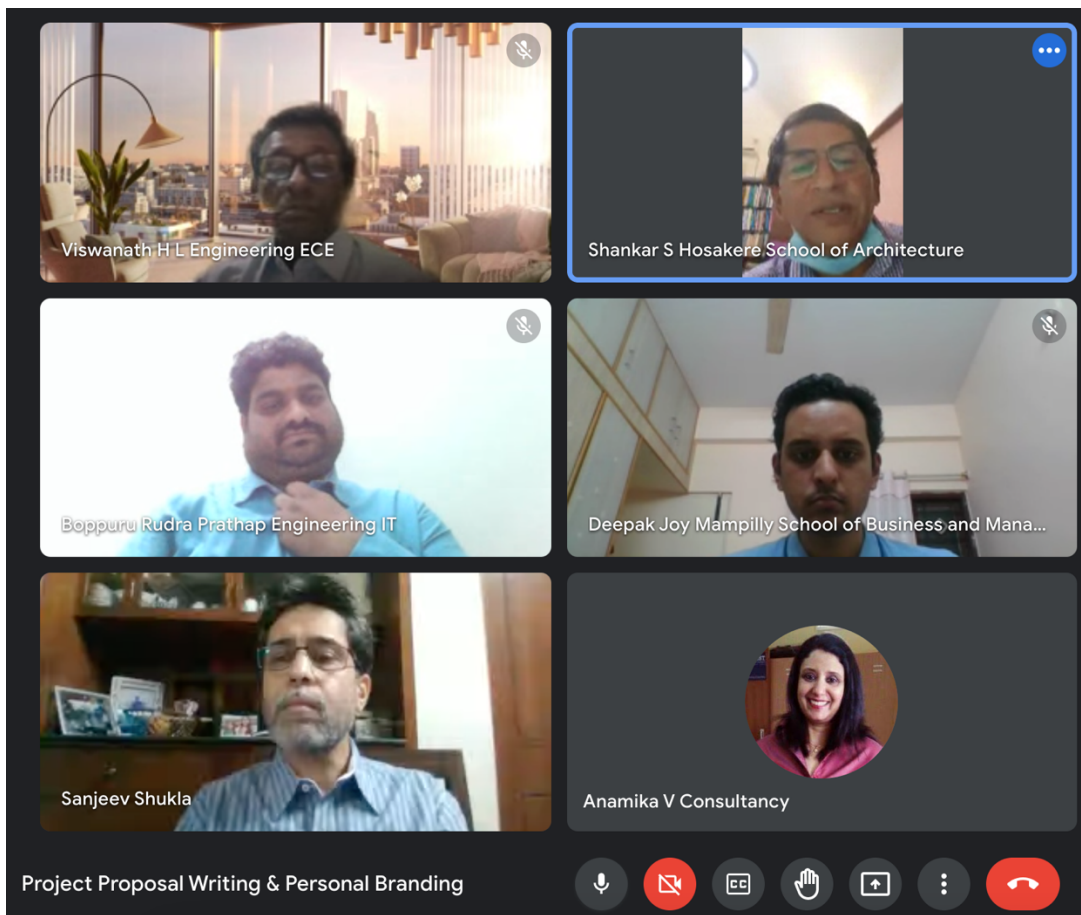 Viswanath H L Engineering ECE
Shankar S Hosakere School of Architecture
Boppuru Rudra Prathap Engineering IT
Deepak Joy Mampilly School of Business and Mana...
Sanjeev Shukla
Anamika V Consultancy
Project Proposal Writing & Personal Branding
CC